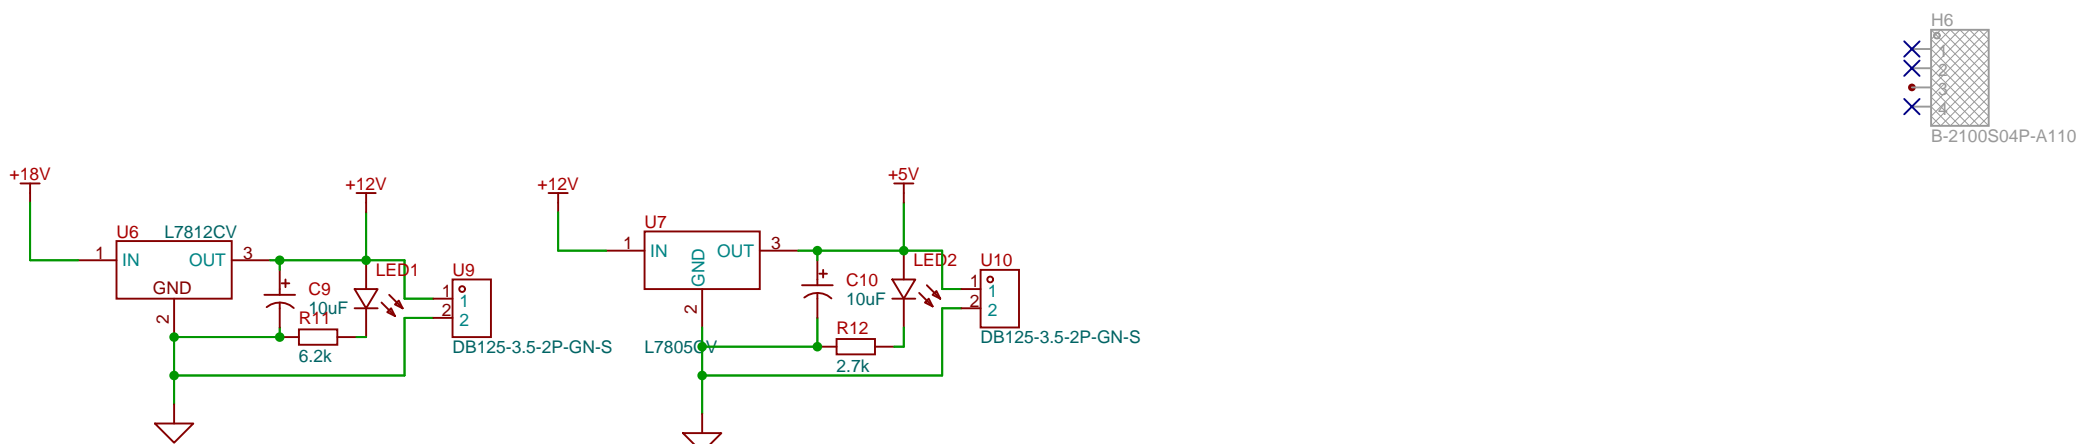 H6
1
2
3
4
B-2100S04P-A110
+18V
+12V
U6
L7812CV
1
IN
OUT
3
GND
2
C9
10uF
R11
6.2k
LED1
U9
1
1
2
2
DB125-3.5-2P-GN-S
+12V
+5V
U7
1
IN
GND
OUT
3
2
L7805CV
C10
10uF
R12
2.7k
LED2
U10
1
1
2
2
DB125-3.5-2P-GN-S